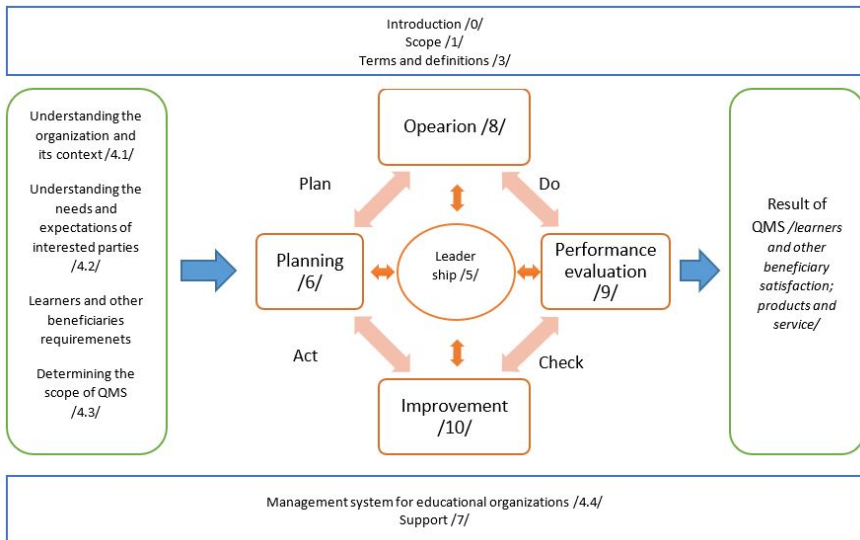 Introduction /0/
Scope /1/
Terms and definitions /3/
Understanding the
organization and
its context /4.1/
Understanding the
needs and
expectations of
interested parties
/4.2/
Learners and other
beneficiaries
requiremenets
Determining the
scope of QMS
/4.3/
Opearion /8/
Plan
Do
Planning
/6/
Leader
ship /5/
Performance
evaluation
/9/
Act
Check
Improvement
/10/
Result of
QMS /learners
and other
beneficiary
satisfaction;
products and
service/
Management system for educational organizations /4.4/
Support /7/